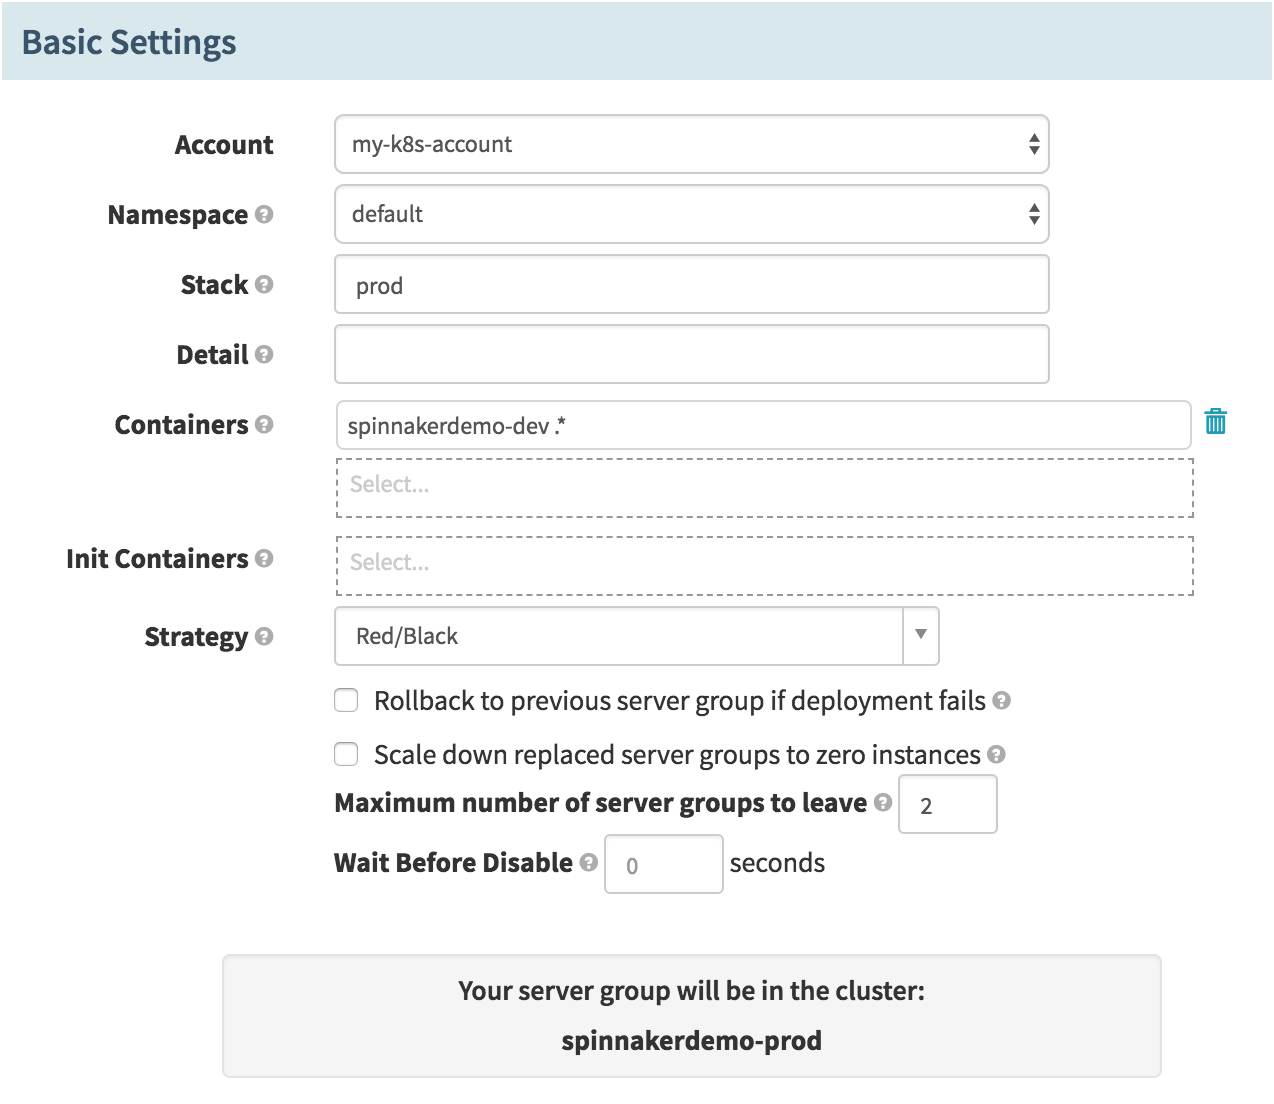 Basic Settings
Account my-k8s-account
Namespace ? default
Stack ? prod
Detail ?
Containers ? spinnakerdemo-dev .*
Select...
Init Containers ? Select...
Strategy ? Red/Black
Rollback to previous server group if deployment fails ?
Scale down replaced server groups to zero instances ?
Maximum number of server groups to leave ? 2
Wait Before Disable ? 0 seconds
Your server group will be in the cluster:
spinnakerdemo-prod